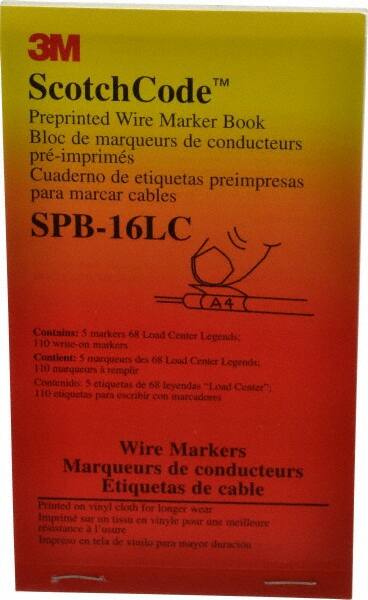 3M
ScotchCode™
Preprinted Wire Marker Book
Bloc de marqueurs de conducteurs
pré-imprimés
Cuaderno de etiquetas preimpresas
para marcar cables
SPB-16LC
A4
Contains: 5 markers 68 Load Center Legends;
110 write-on markers
Contient: 5 marqueurs des 68 Load Center Legends;
110 marqueurs à remplir
Contenido: 5 etiquetas de 68 leyendas "Load Center";
110 etiquetas para escribir con marcadores
Wire Markers
Marqueurs de conducteurs
Etiquetas de cable
Printed on vinyl cloth for longer wear
Imprimé sur un tissu en vinyle pour une meilleure
résistance à l'usure
Impreso en tela de vinilo para mayor duración